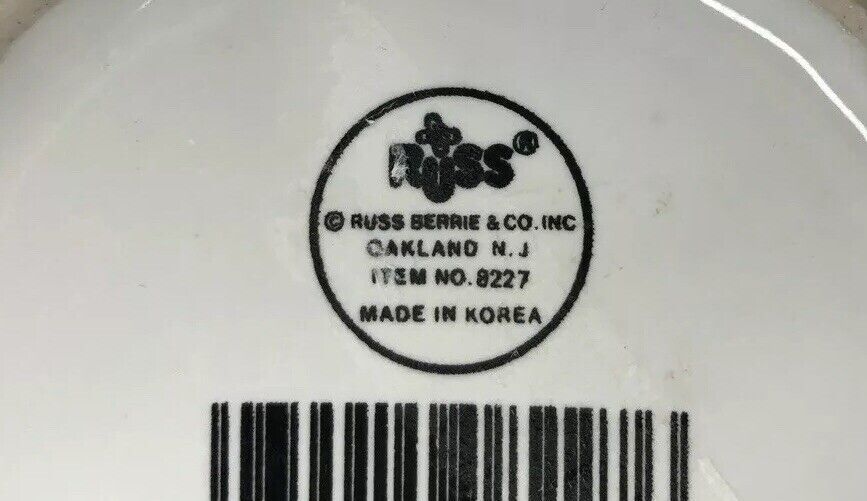 RUSS®
© RUSS BERRIE & CO. INC
OAKLAND N.J
ITEM NO. 8227
MADE IN KOREA